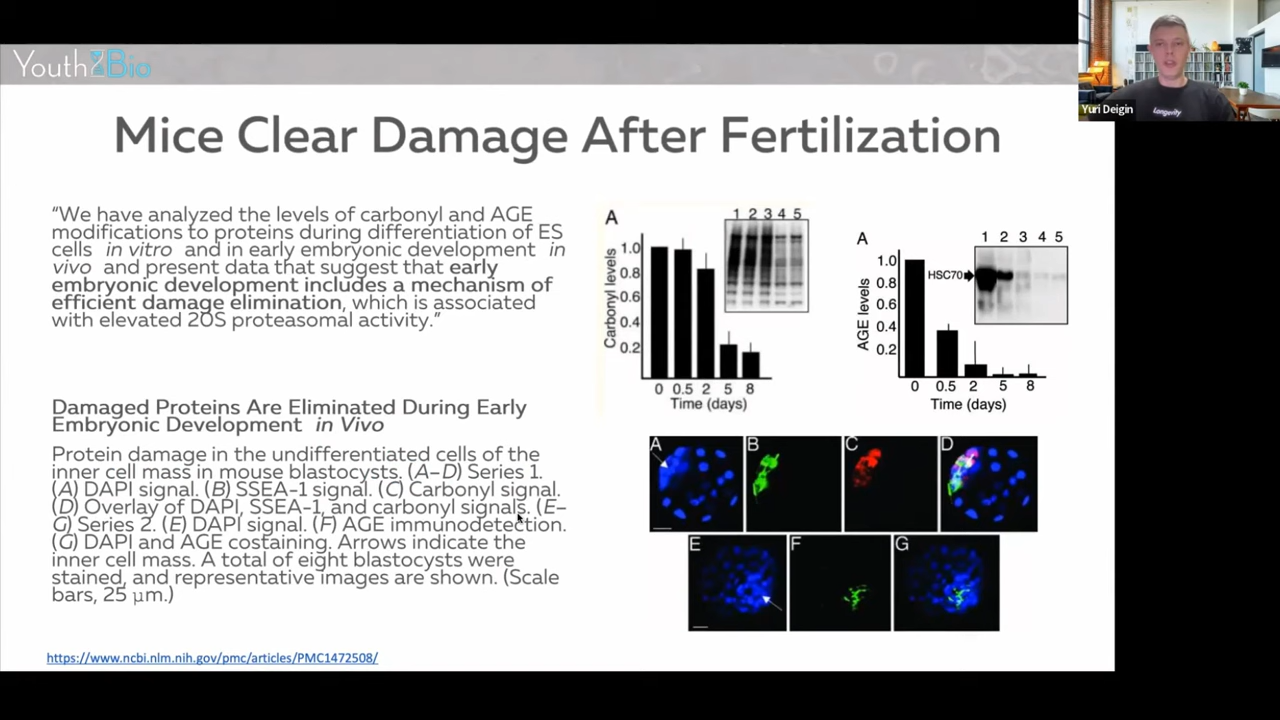 YouthBio
Yuri Deigin
Longevity
Mice Clear Damage After Fertilization
“We have analyzed the levels of carbonyl and AGE
modifications to proteins during differentiation of ES
cells in vitro and in early embryonic development in
vivo and present data that suggest that early
embryonic development includes a mechanism of
efficient damage elimination, which is associated
with elevated 20S proteasomal activity.”
Damaged Proteins Are Eliminated During Early
Embryonic Development in Vivo
Protein damage in the undifferentiated cells of the
inner cell mass in mouse blastocysts. (A–D) Series 1.
(A) DAPI signal. (B) SSEA-1 signal. (C) Carbonyl signal.
(D) Overlay of DAPI, SSEA-1, and carbonyl signals. (E–
G) Series 2. (E) DAPI signal. (F) AGE immunodetection.
(G) DAPI and AGE costaining. Arrows indicate the
inner cell mass. A total of eight blastocysts were
stained, and representative images are shown. (Scale
bars, 25 μm.)
https://www.ncbi.nlm.nih.gov/pmc/articles/PMC1472508/
A
1 2 3 4 5
Carbonyl levels
1.0
0.8
0.6
0.4
0.2
0 0.5 2 5 8
Time (days)
A
1 2 3 4 5
HSC70
AGE levels
1.0
0.8
0.6
0.4
0.2
0 0.5 2 5 8
Time (days)
A B C D
E F G